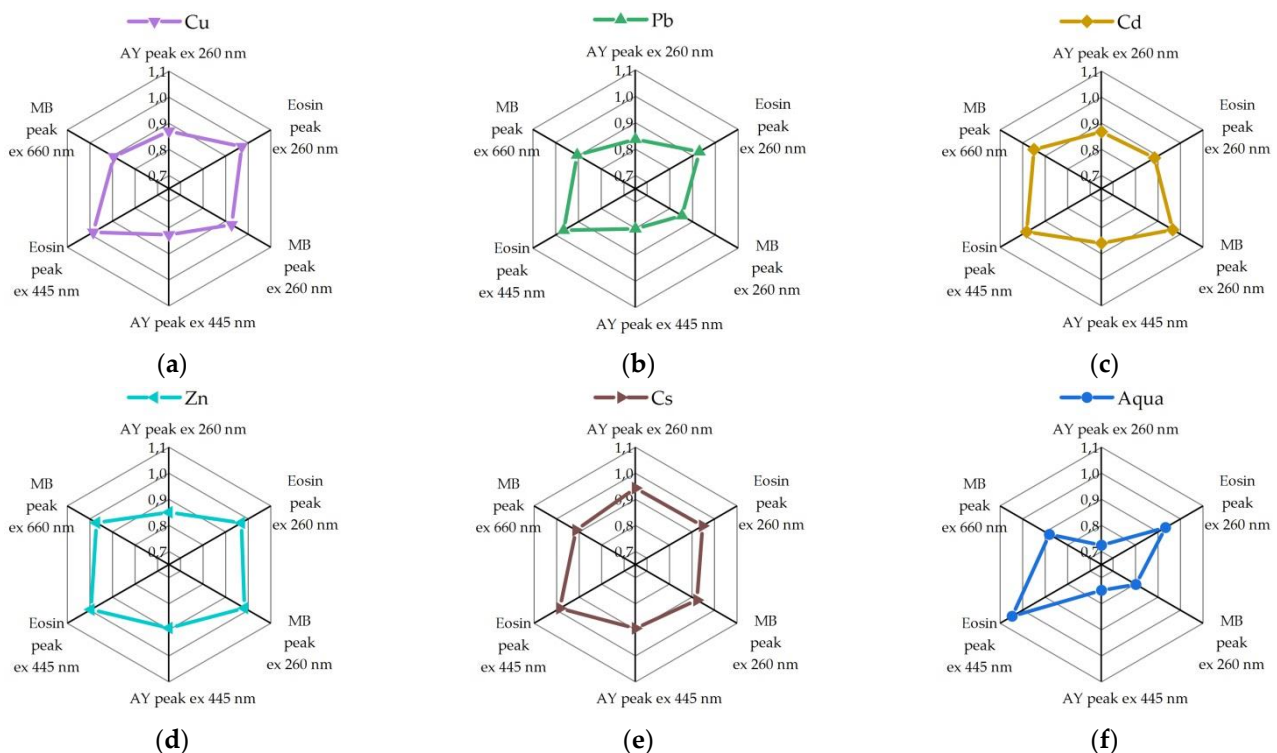 Cu
AY peak ex 260 nm
1,1
1,0
0,9
0,8
0,7
Eosin
peak
ex 260 nm
MB
peak
ex 260 nm
AY peak ex 445 nm
Eosin
peak
ex 445 nm
MB
peak
ex 660 nm
(a)
Pb
AY peak ex 260 nm
1,1
1,0
0,9
0,8
0,7
Eosin
peak
ex 260 nm
MB
peak
ex 260 nm
AY peak ex 445 nm
Eosin
peak
ex 445 nm
MB
peak
ex 660 nm
(b)
Cd
AY peak ex 260 nm
1,1
1,0
0,9
0,8
0,7
Eosin
peak
ex 260 nm
MB
peak
ex 260 nm
AY peak ex 445 nm
Eosin
peak
ex 445 nm
MB
peak
ex 660 nm
(c)
Zn
AY peak ex 260 nm
1,1
1,0
0,9
0,8
0,7
Eosin
peak
ex 260 nm
MB
peak
ex 260 nm
AY peak ex 445 nm
Eosin
peak
ex 445 nm
MB
peak
ex 660 nm
(d)
Cs
AY peak ex 260 nm
1,1
1,0
0,9
0,8
0,7
Eosin
peak
ex 260 nm
MB
peak
ex 260 nm
AY peak ex 445 nm
Eosin
peak
ex 445 nm
MB
peak
ex 660 nm
(e)
Aqua
AY peak ex 260 nm
1,1
1,0
0,9
0,8
0,7
Eosin
peak
ex 260 nm
MB
peak
ex 260 nm
AY peak ex 445 nm
Eosin
peak
ex 445 nm
MB
peak
ex 660 nm
(f)